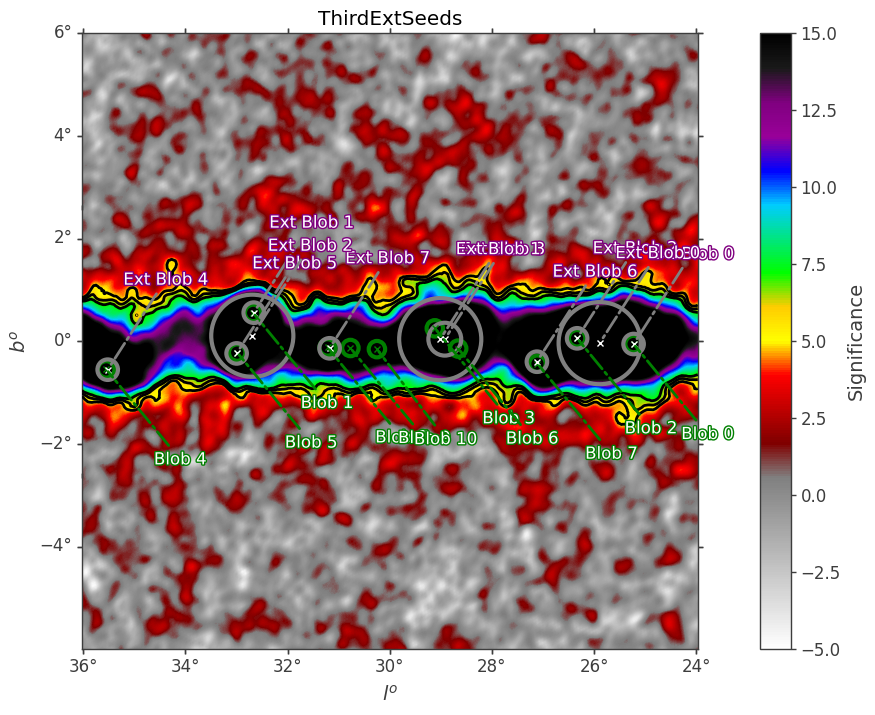 ThirdExtSeeds
6°
4°
2°
0°
−2°
−4°
b°
36°
34°
32°
30°
28°
26°
24°
l°
Ext Blob 1
Ext Blob 2
Ext Blob 5
Ext Blob 7
Ext Blob 4
Ext Blob 6
Blob 0
Blob 1
Blob 3
Blob 2
Blob 0
Blob 4
Blob 5
Blob 10
Blob 6
Blob 7
15.0
12.5
10.0
7.5
5.0
2.5
0.0
−2.5
−5.0
Significance